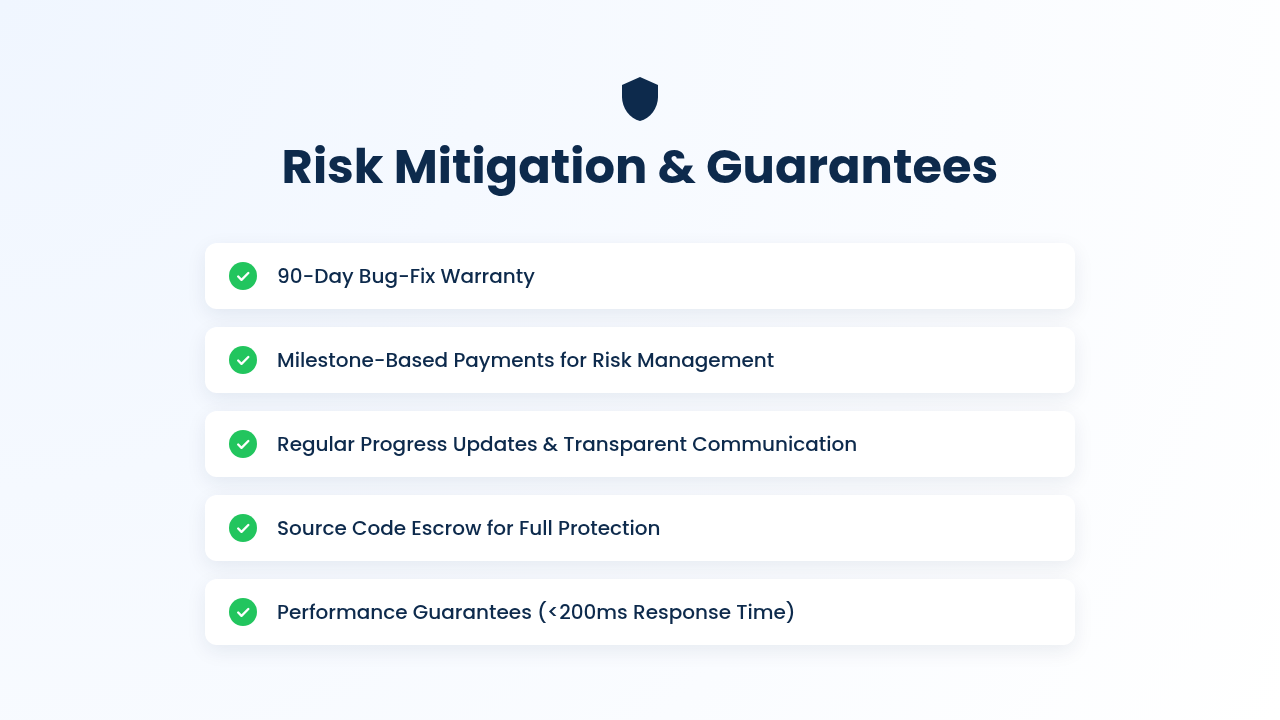 Risk Mitigation & Guarantees
90-Day Bug-Fix Warranty
Milestone-Based Payments for Risk Management
Regular Progress Updates & Transparent Communication
Source Code Escrow for Full Protection
Performance Guarantees (<200ms Response Time)